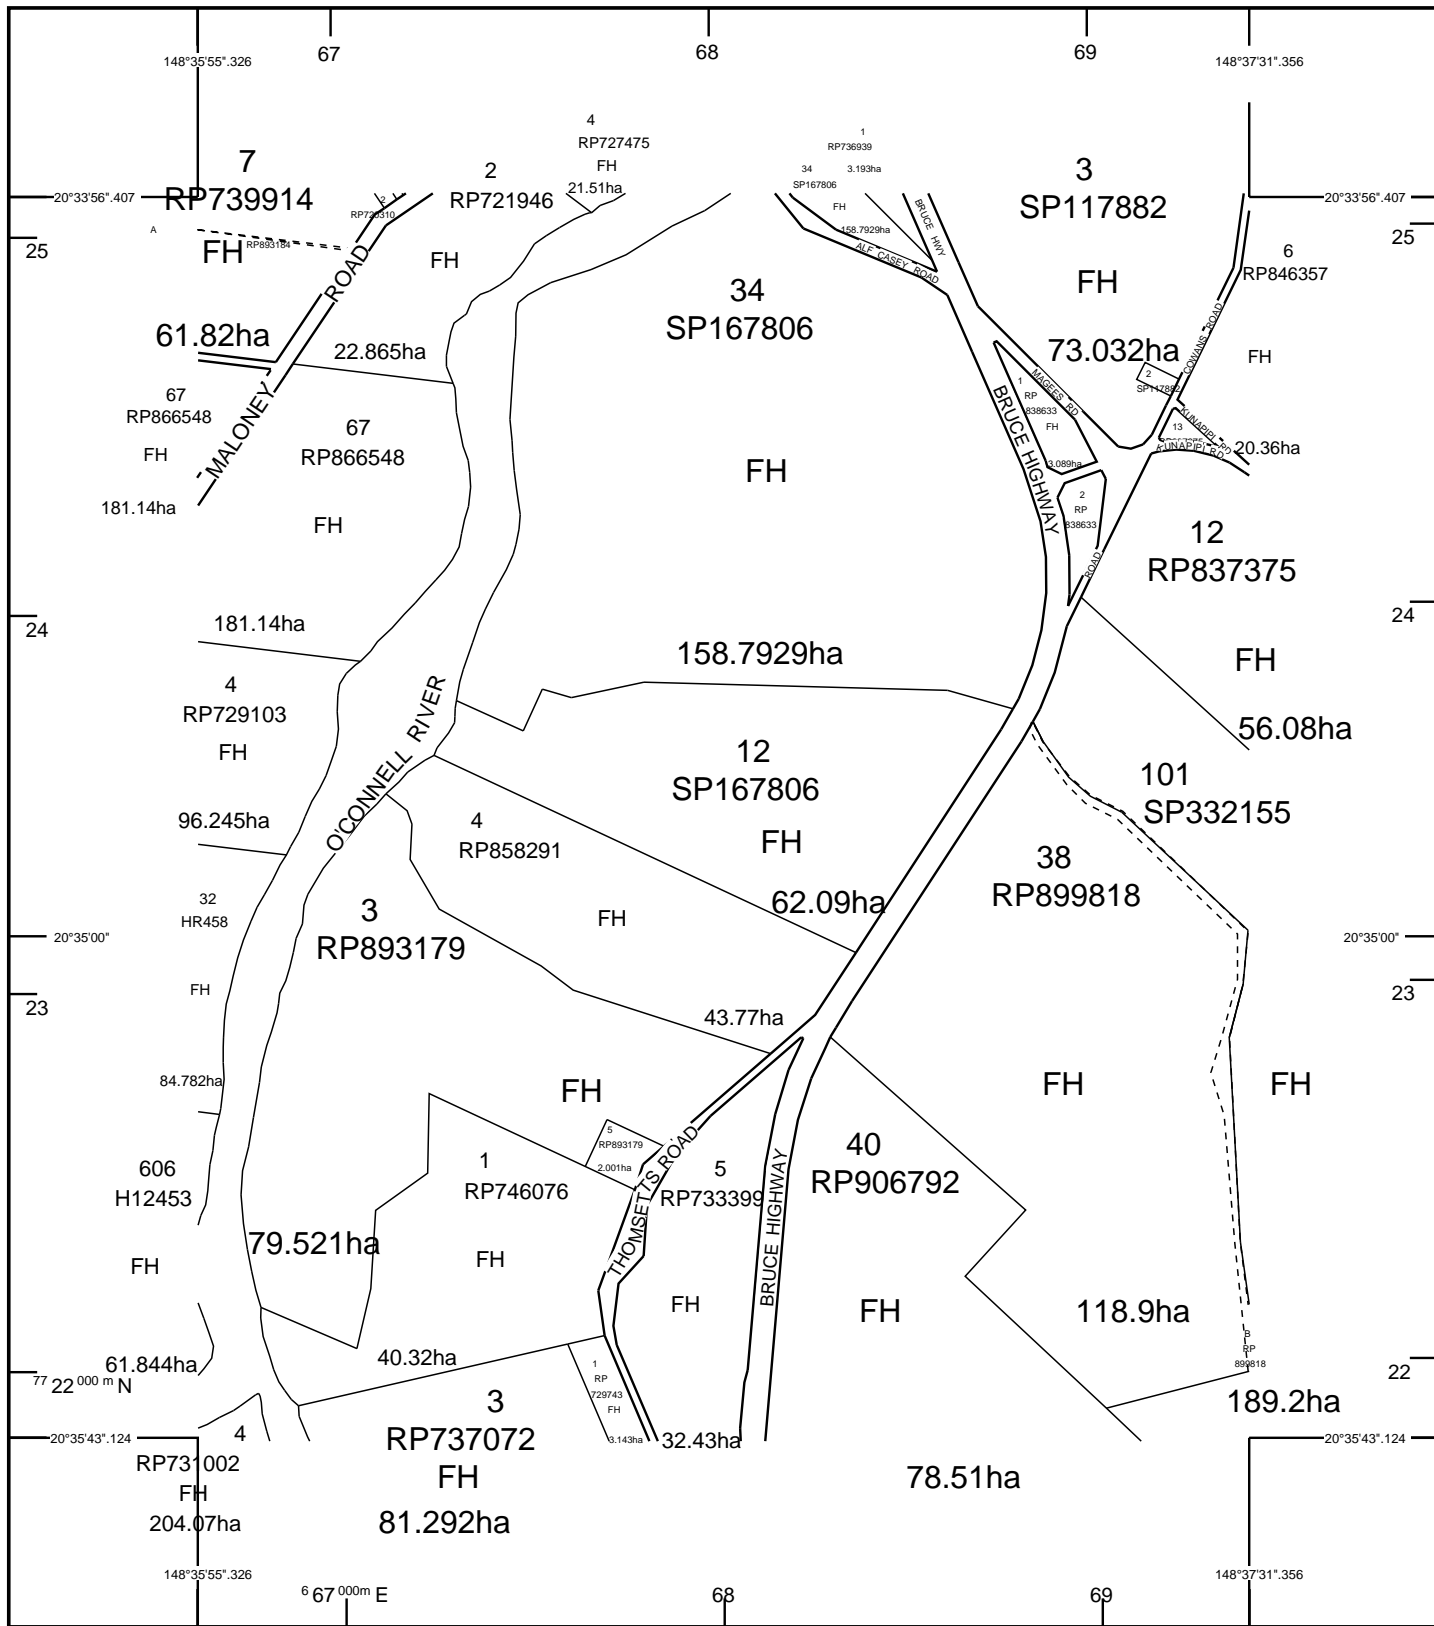 67
68
69
148°35'55".326
148°37'31".356
4
RP727475
FH
21.51ha
1
RP736939
3.193ha
34
SP167806
FH
158.7929ha
7
RP739914
FH
61.82ha
2
RP721946
FH
22.865ha
3
SP117882
FH
73.032ha
20°33'56".407
20°33'56".407
2
A
RP893184
25
25
BRUCE HWY
ALF CASEY ROAD
6
RP846357
FH
20.36ha
MALONEY ROAD
34
SP167806
FH
158.7929ha
COWANS ROAD
MAGEES RD
2
SP117882
1
RP
838633
FH
3.089ha
KUNAPIPI RD
13
KUNAPIPI RD
67
RP866548
FH
181.14ha
67
RP866548
FH
181.14ha
BRUCE HIGHWAY
2
RP
838633
ROAD
12
RP837375
FH
56.08ha
24
24
4
RP729103
FH
96.245ha
O'CONNELL RIVER
12
SP167806
FH
62.09ha
101
SP332155
FH
189.2ha
4
RP858291
FH
43.77ha
38
RP899818
FH
118.9ha
32
HR458
FH
84.782ha
3
RP893179
FH
79.521ha
20°35'00"
20°35'00"
23
23
5
RP893179
2.001ha
THOMSETTS ROAD
606
H12453
FH
61.844ha
1
RP746076
FH
40.32ha
5
RP733399
FH
32.43ha
BRUCE HIGHWAY
40
RP906792
FH
78.51ha
B
RP
899818
77 22 000 m N
22
1
RP
729743
FH
3.143ha
3
RP737072
FH
81.292ha
4
RP731002
FH
204.07ha
20°35'43".124
20°35'43".124
148°35'55".326
148°37'31".356
6 67 000m E
68
69